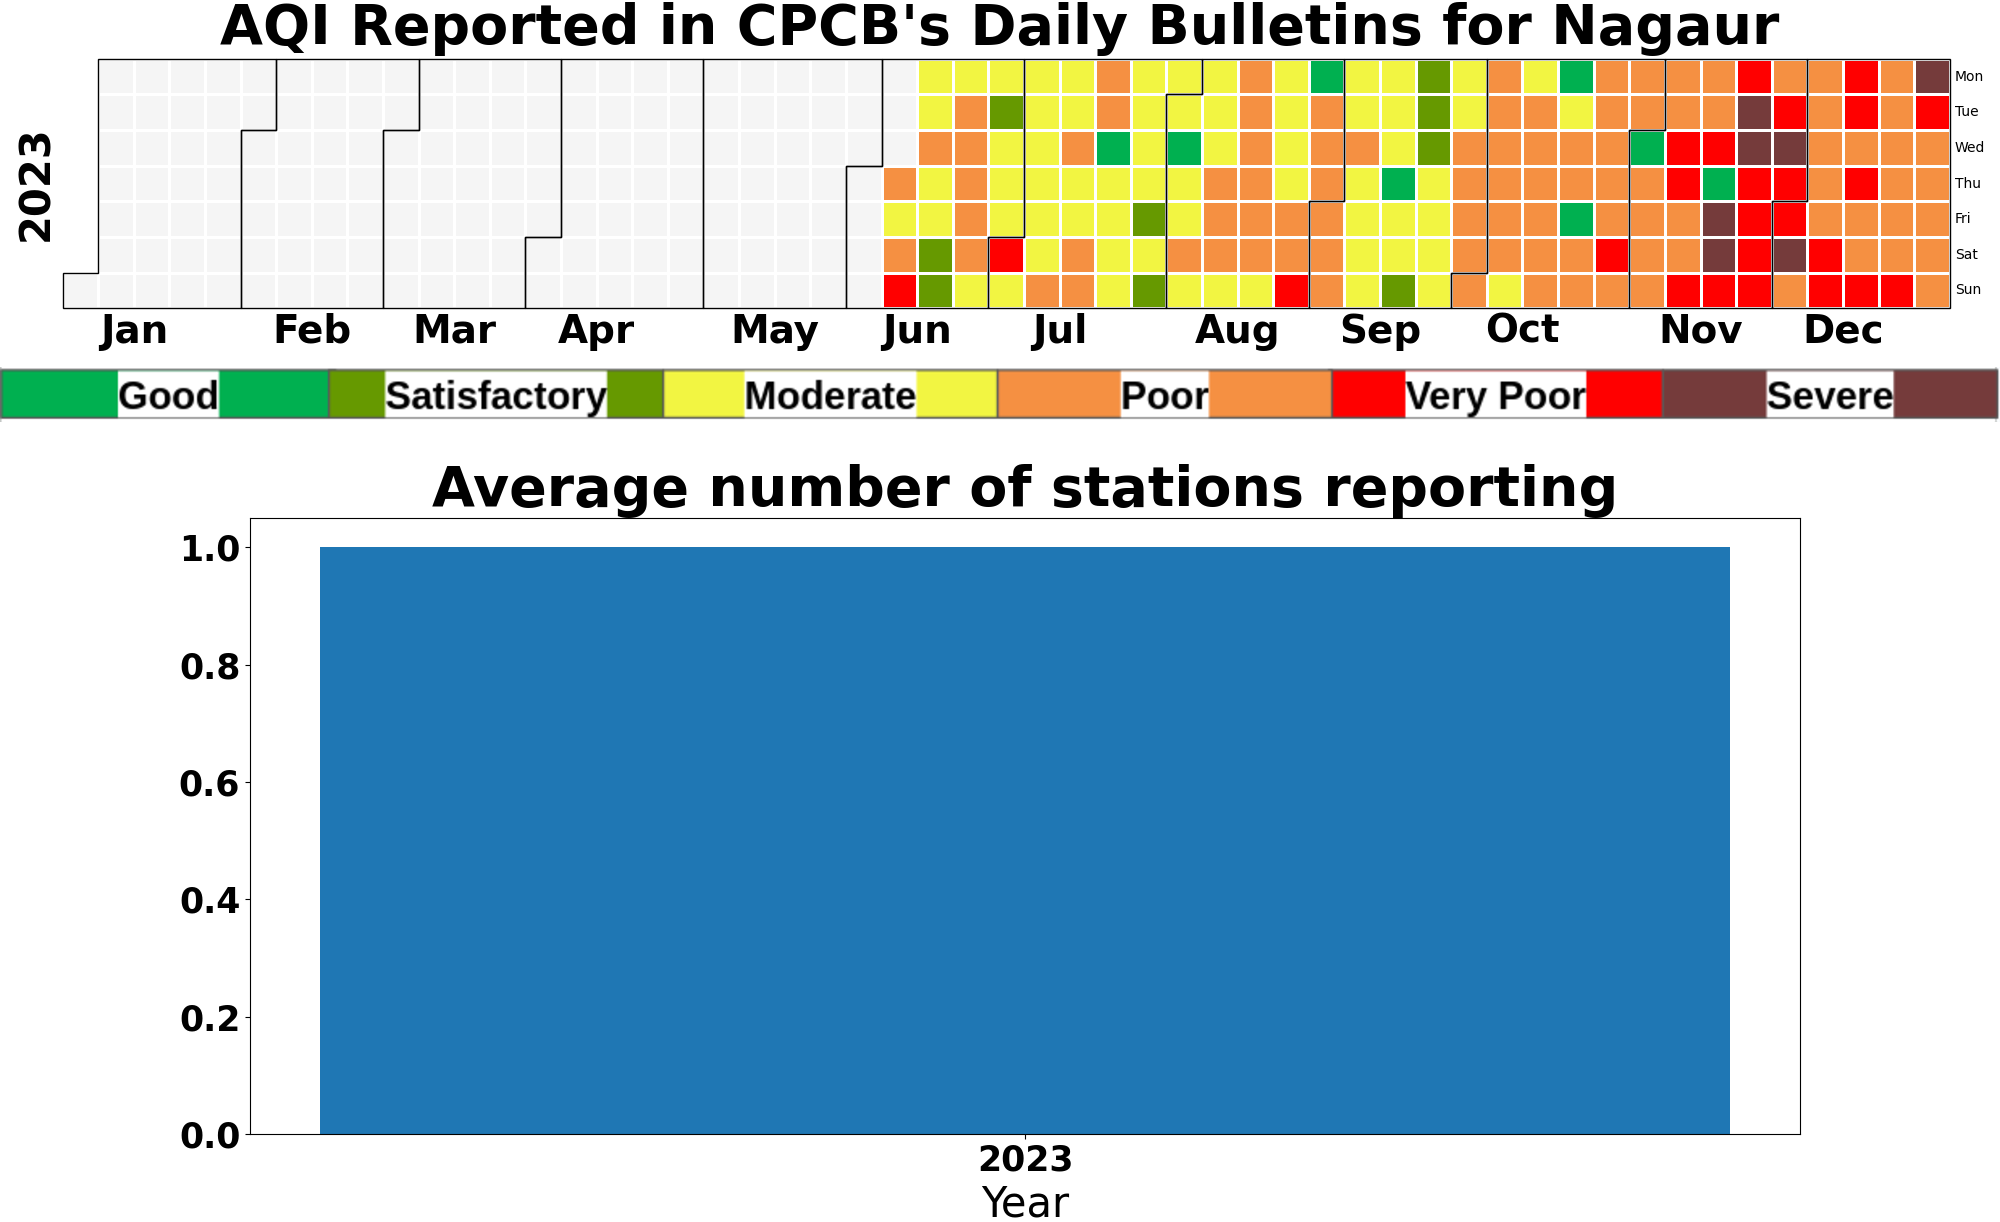 AQI Reported in CPCB's Daily Bulletins for Nagaur
2023
Mon
Tue
Wed
Thu
Fri
Sat
Sun
Jan Feb Mar Apr May Jun Jul Aug Sep Oct Nov Dec
Good Satisfactory Moderate Poor Very Poor Severe
Average number of stations reporting
1.0
0.8
0.6
0.4
0.2
0.0
2023
Year